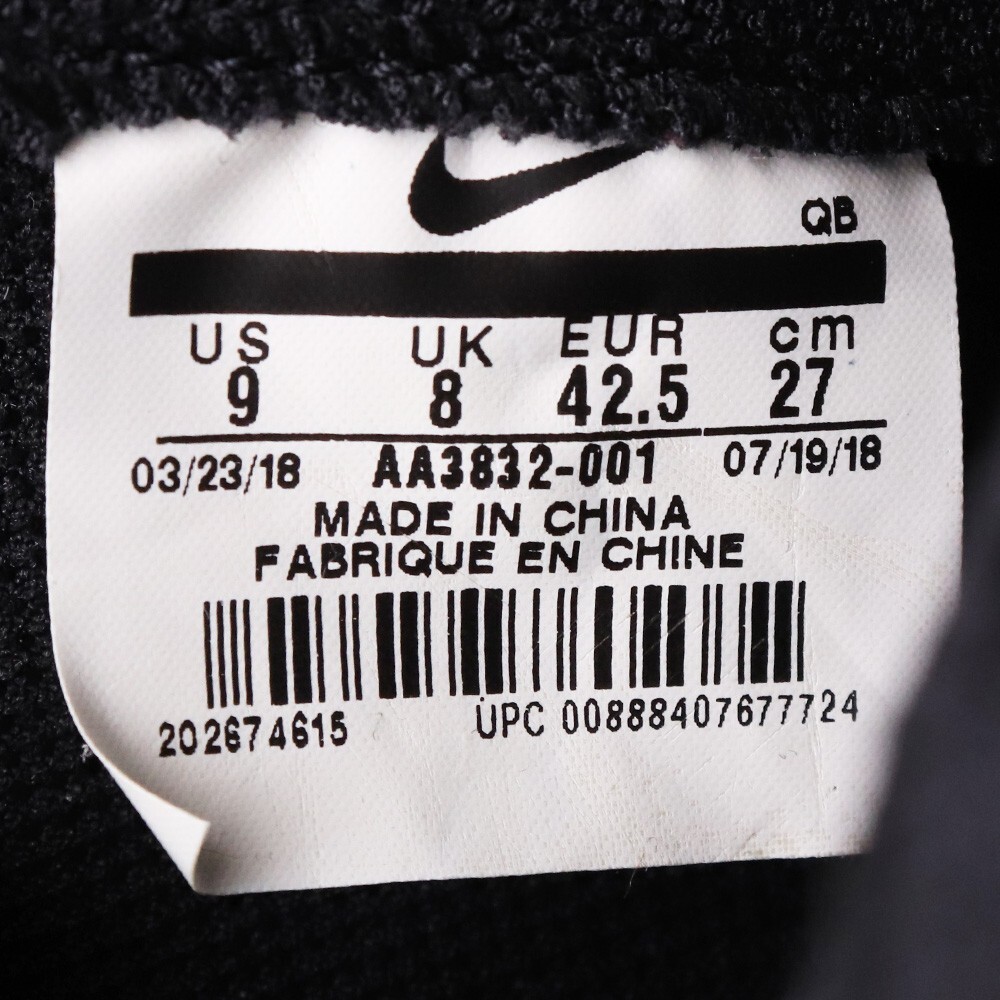 QB
US UK EUR cm
9 8 42.5 27
03/23/18 AA3832-001 07/19/18
MADE IN CHINA
FABRIQUE EN CHINE
202674615 UPC 00888407677724